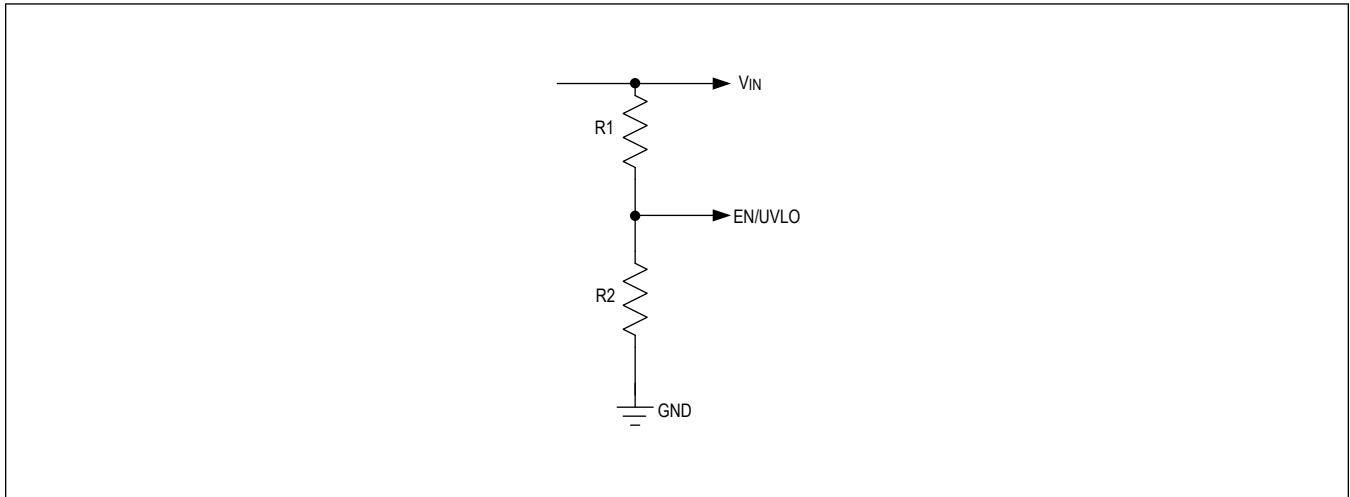 VIN
R1
EN/UVLO
R2
GND